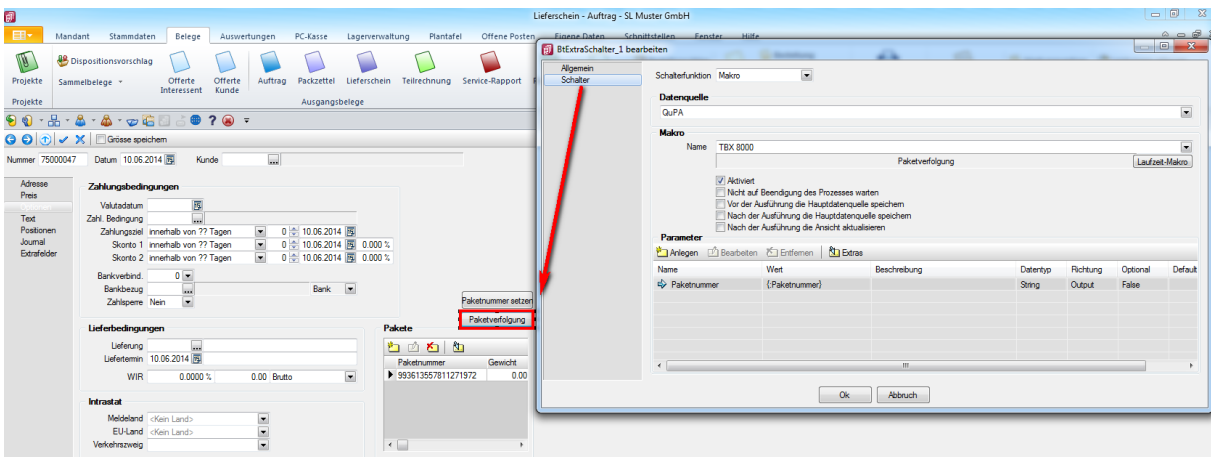 Lieferschein - Auftrag - SL Muster GmbH
Mandant Stammdaten Belege Auswertungen PC-Kasse Lagerverwaltung Plantafel Offene Posten Eigene Daten Schnittstellen Fenster Hilfe
Projekte
Dispositionsvorschlag
Sammelbelege
Offerte Interessent
Offerte Kunde
Auftrag
Packzettel
Lieferschein
Teilrechnung
Service-Rapport
Projekte
Ausgangsbelege
Grösse speichern
Nummer 75000047 Datum 10.06.2014 Kunde
Adresse
Preis
Text
Positionen
Journal
Extrafelder
Zahlungsbedingungen
Valutadatum
Zahl. Bedingung
Zahlungsziel innerhalb von ?? Tagen 0 10.06.2014
Skonto 1 innerhalb von ?? Tagen 0 10.06.2014 0.000 %
Skonto 2 innerhalb von ?? Tagen 0 10.06.2014 0.000 %
Bankverbind. 0
Bankbezug Bank
Zahlsperre Nein
Paketnummer setzen
Paketverfolgung
Lieferbedingungen
Lieferung
Liefertermin 10.06.2014
WIR 0.0000 % 0.00 Brutto
Pakete
Paketnummer Gewicht
993613557811271972 0.00
Intrastat
Meldeland <Kein Land>
EU-Land <Kein Land>
Verkehrszweig
BtExtraSchalter_1 bearbeiten
Allgemein
Schalter
Schalterfunktion Makro
Datenquelle
QuPA
Makro
Name TBX 8000
Paketverfolgung Laufzeit-Makro
Aktiviert
Nicht auf Beendigung des Prozesses warten
Vor der Ausführung die Hauptdatenquelle speichern
Nach der Ausführung die Hauptdatenquelle speichern
Nach der Ausführung die Ansicht aktualisieren
Parameter
Anlegen Bearbeiten Entfernen Extras
Name Wert Beschreibung Datentyp Richtung Optional Default
Paketnummer {:Paketnummer} String Output False
Ok Abbruch